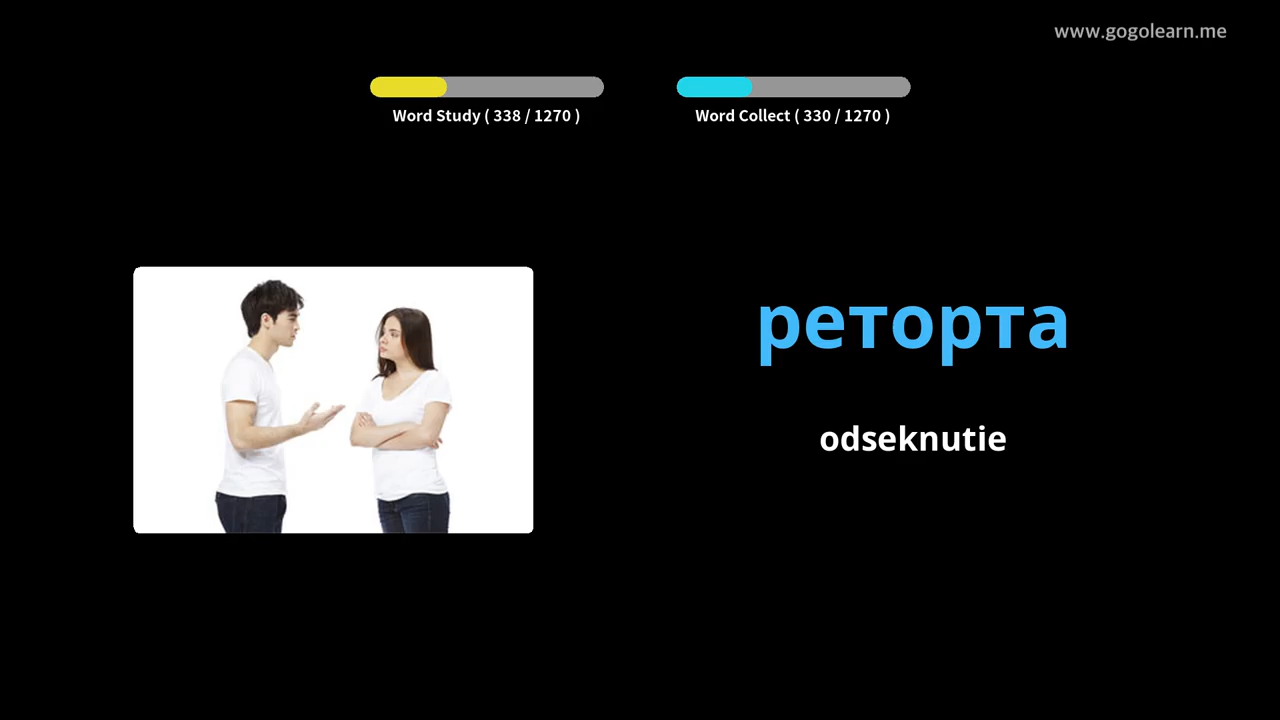 www.gogolearn.me
Word Study ( 338 / 1270 )
Word Collect ( 330 / 1270 )
реторта
odseknutie